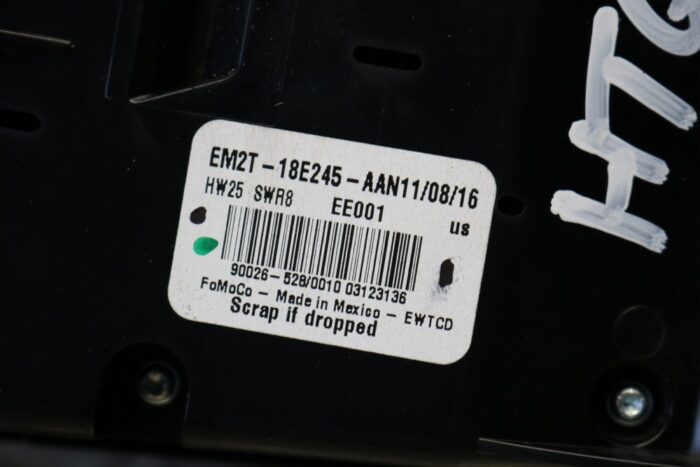 EM2T-18E245-AAN11/08/16
HW25 SWR8 EE001 us
90026-528/0010 03123136
FoMoCo - Made in Mexico - EWTCD
Scrap if dropped